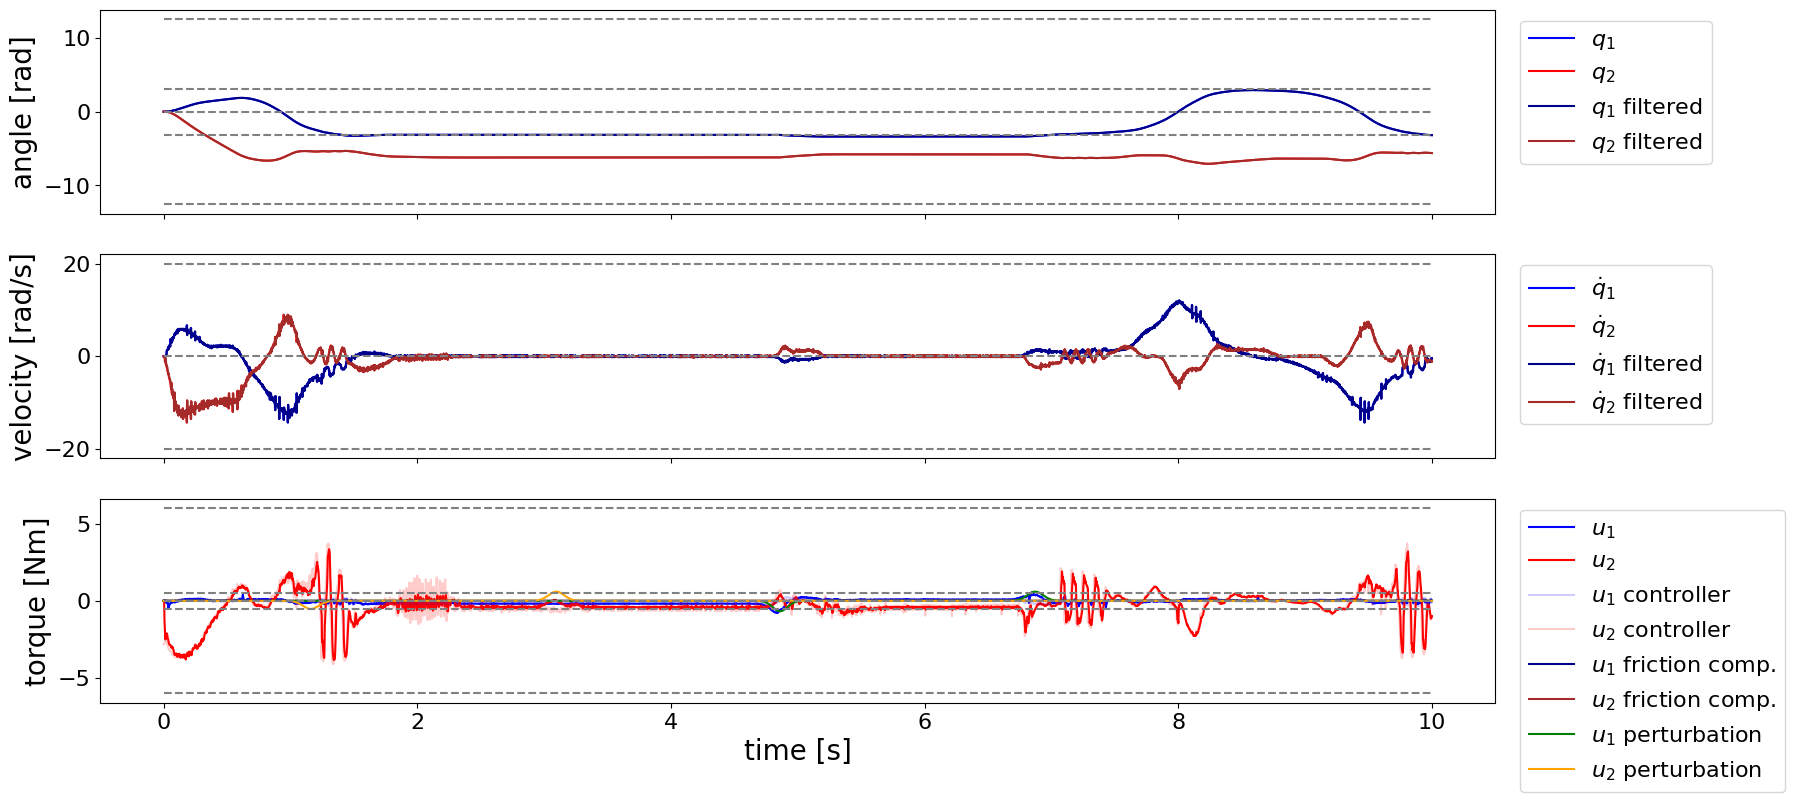 angle [rad]
10
0
−10
q₁
q₂
q₁ filtered
q₂ filtered
velocity [rad/s]
20
0
−20
q̇₁
q̇₂
q̇₁ filtered
q̇₂ filtered
torque [Nm]
5
0
−5
0 2 4 6 8 10
time [s]
u₁
u₂
u₁ controller
u₂ controller
u₁ friction comp.
u₂ friction comp.
u₁ perturbation
u₂ perturbation